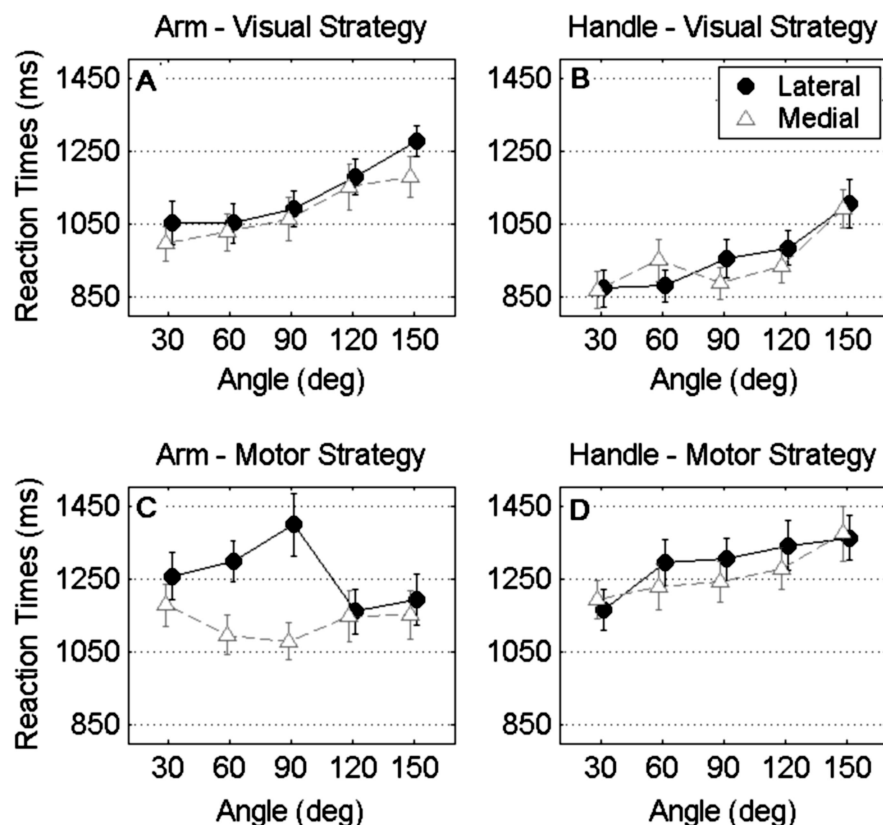 Arm - Visual Strategy
Handle - Visual Strategy
A
B
Lateral
Medial
Reaction Times (ms)
1450
1250
1050
850
30 60 90 120 150
Angle (deg)
30 60 90 120 150
Angle (deg)
1450
1250
1050
850
Arm - Motor Strategy
Handle - Motor Strategy
C
D
Reaction Times (ms)
1450
1250
1050
850
30 60 90 120 150
Angle (deg)
1450
1250
1050
850
30 60 90 120 150
Angle (deg)